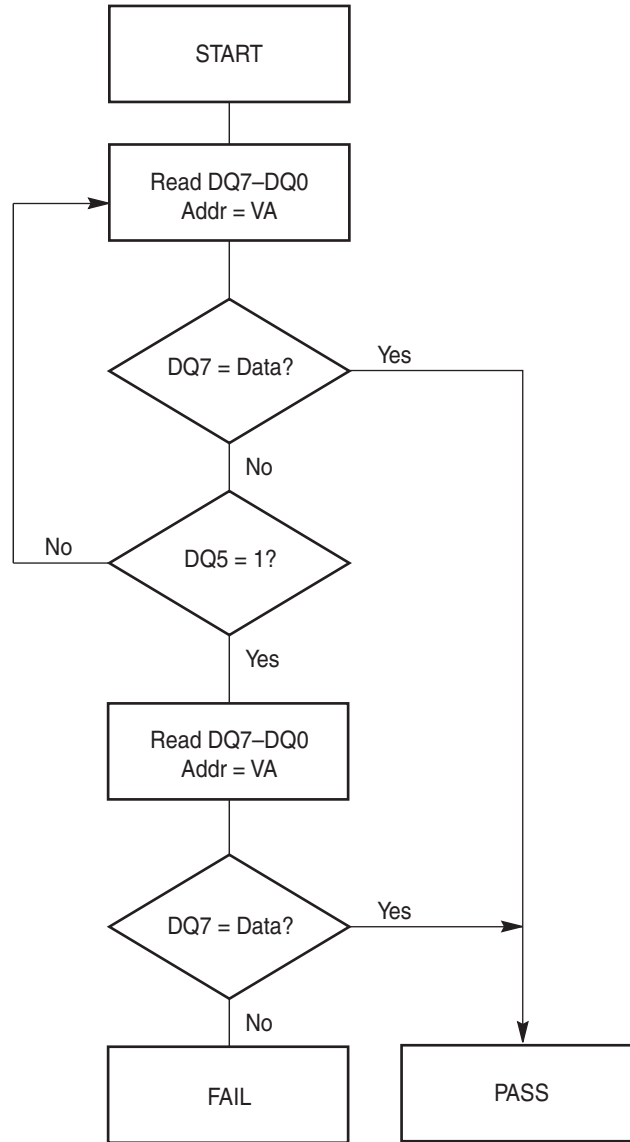 START
Read DQ7–DQ0
Addr = VA
DQ7 = Data?
Yes
No
No
DQ5 = 1?
Yes
Read DQ7–DQ0
Addr = VA
DQ7 = Data?
Yes
No
FAIL
PASS